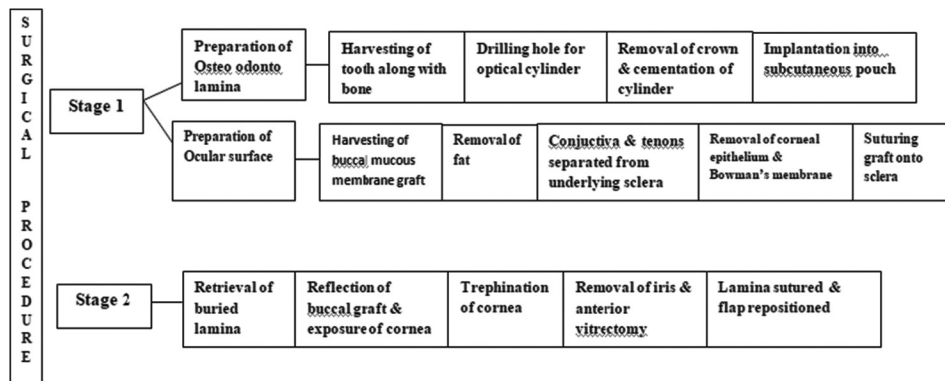 SURGICAL PROCEDURE
Stage 1
Preparation of
Osteo odonto
lamina
Harvesting of
tooth along with
bone
Drilling hole for
optical cylinder
Removal of crown
& cementation of
cylinder
Implantation into
subcutaneous pouch
Preparation of
Ocular surface
Harvesting of
buccal mucous
membrane graft
Removal of
fat
Conjuctiva & tenons
separated from
underlying sclera
Removal of corneal
epithelium &
Bowman's membrane
Suturing
graft onto
sclera
Stage 2
Retrieval of
buried
lamina
Reflection of
buccal graft &
exposure of cornea
Trephination
of cornea
Removal of iris &
anterior
vitrectomy
Lamina sutured &
flap repositioned